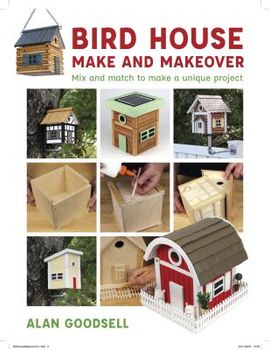 BIRD HOUSE
MAKE AND MAKEOVER
Mix and match to make a unique project
ALAN GOODSELL